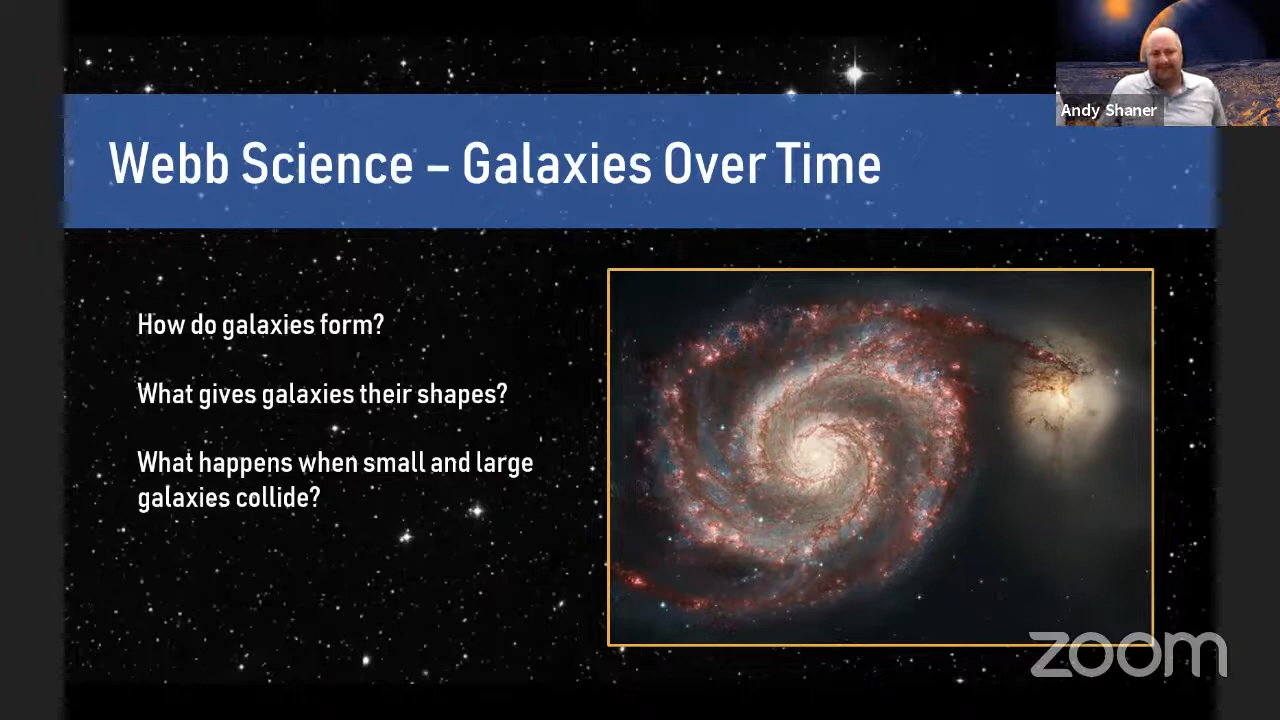 Andy Shaner
Webb Science – Galaxies Over Time
How do galaxies form?
What gives galaxies their shapes?
What happens when small and large
galaxies collide?
zoom